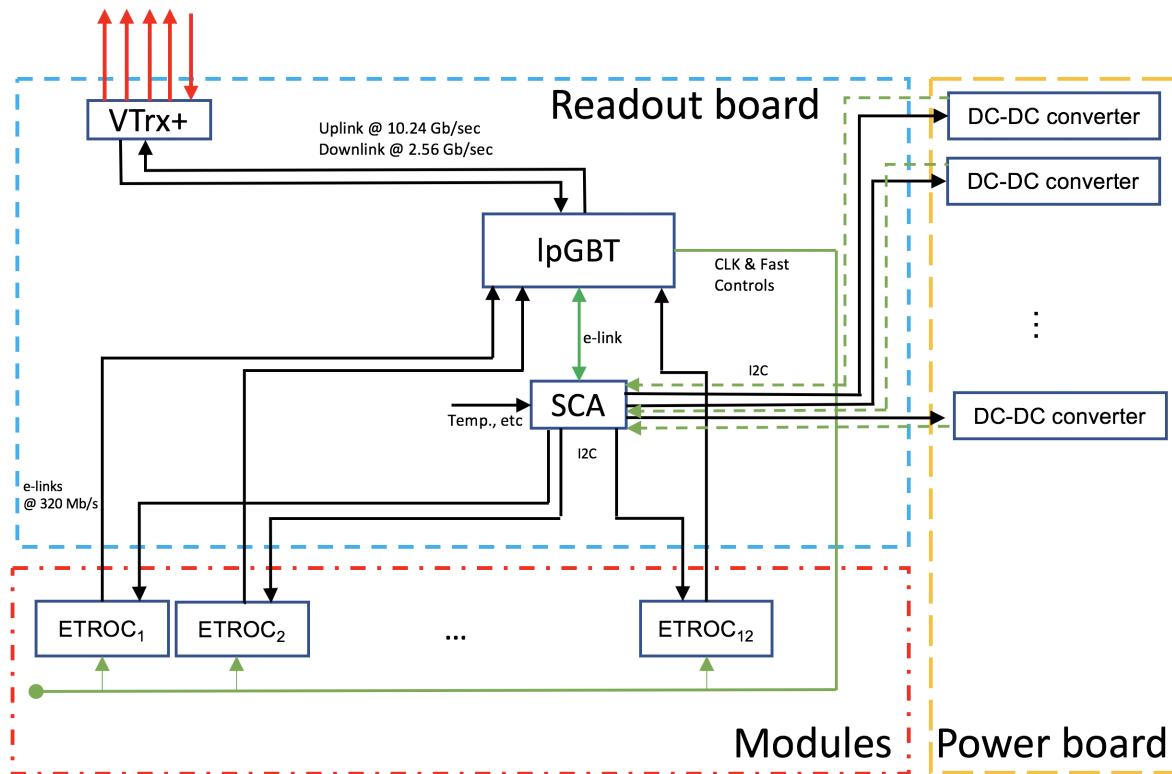 Readout board
VTrx+
Uplink @ 10.24 Gb/sec
Downlink @ 2.56 Gb/sec
DC-DC converter
DC-DC converter
lpGBT
CLK & Fast
Controls
⋮
e-link
I2C
SCA
Temp., etc
DC-DC converter
I2C
e-links
@ 320 Mb/s
ETROC1
ETROC2
...
ETROC12
Modules
Power board